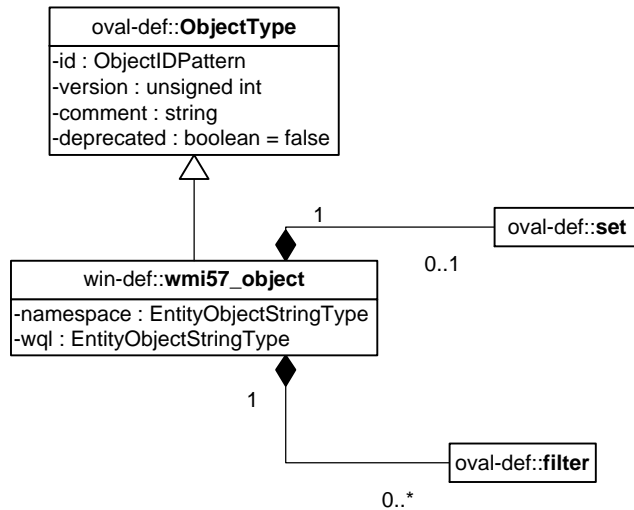 oval-def::ObjectType
-id : ObjectIDPattern
-version : unsigned int
-comment : string
-deprecated : boolean = false
1
oval-def::set
0..1
win-def::wmi57_object
-namespace : EntityObjectStringType
-wql : EntityObjectStringType
1
oval-def::filter
0..*